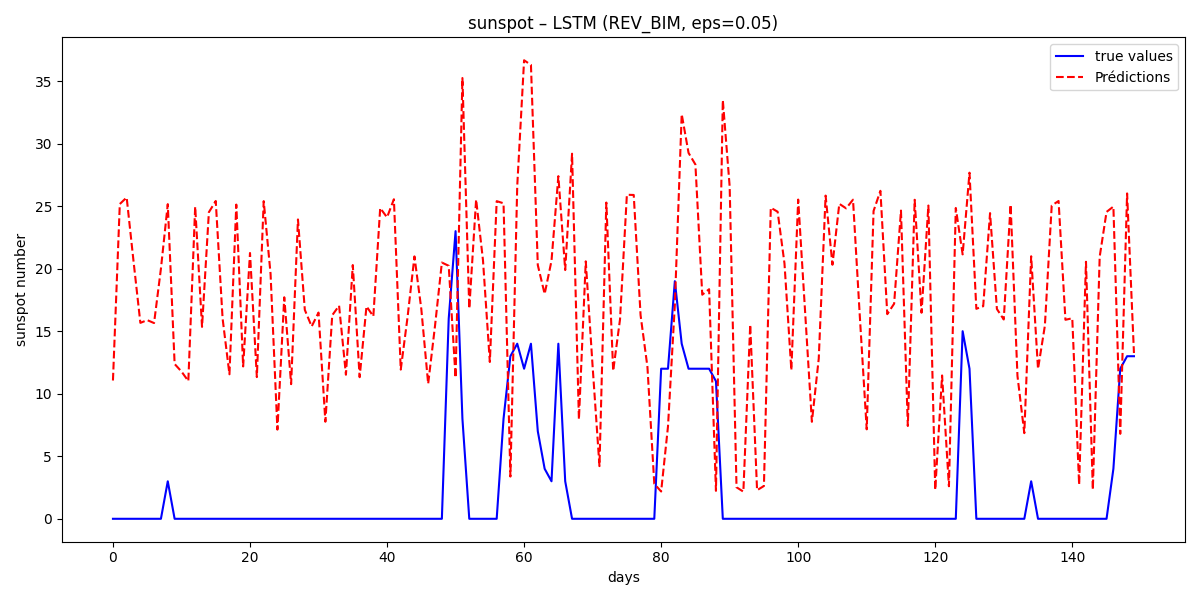 sunspot – LSTM (REV_BIM, eps=0.05)
true values
Prédictions
sunspot number
35
30
25
20
15
10
5
0
0 20 40 60 80 100 120 140
days